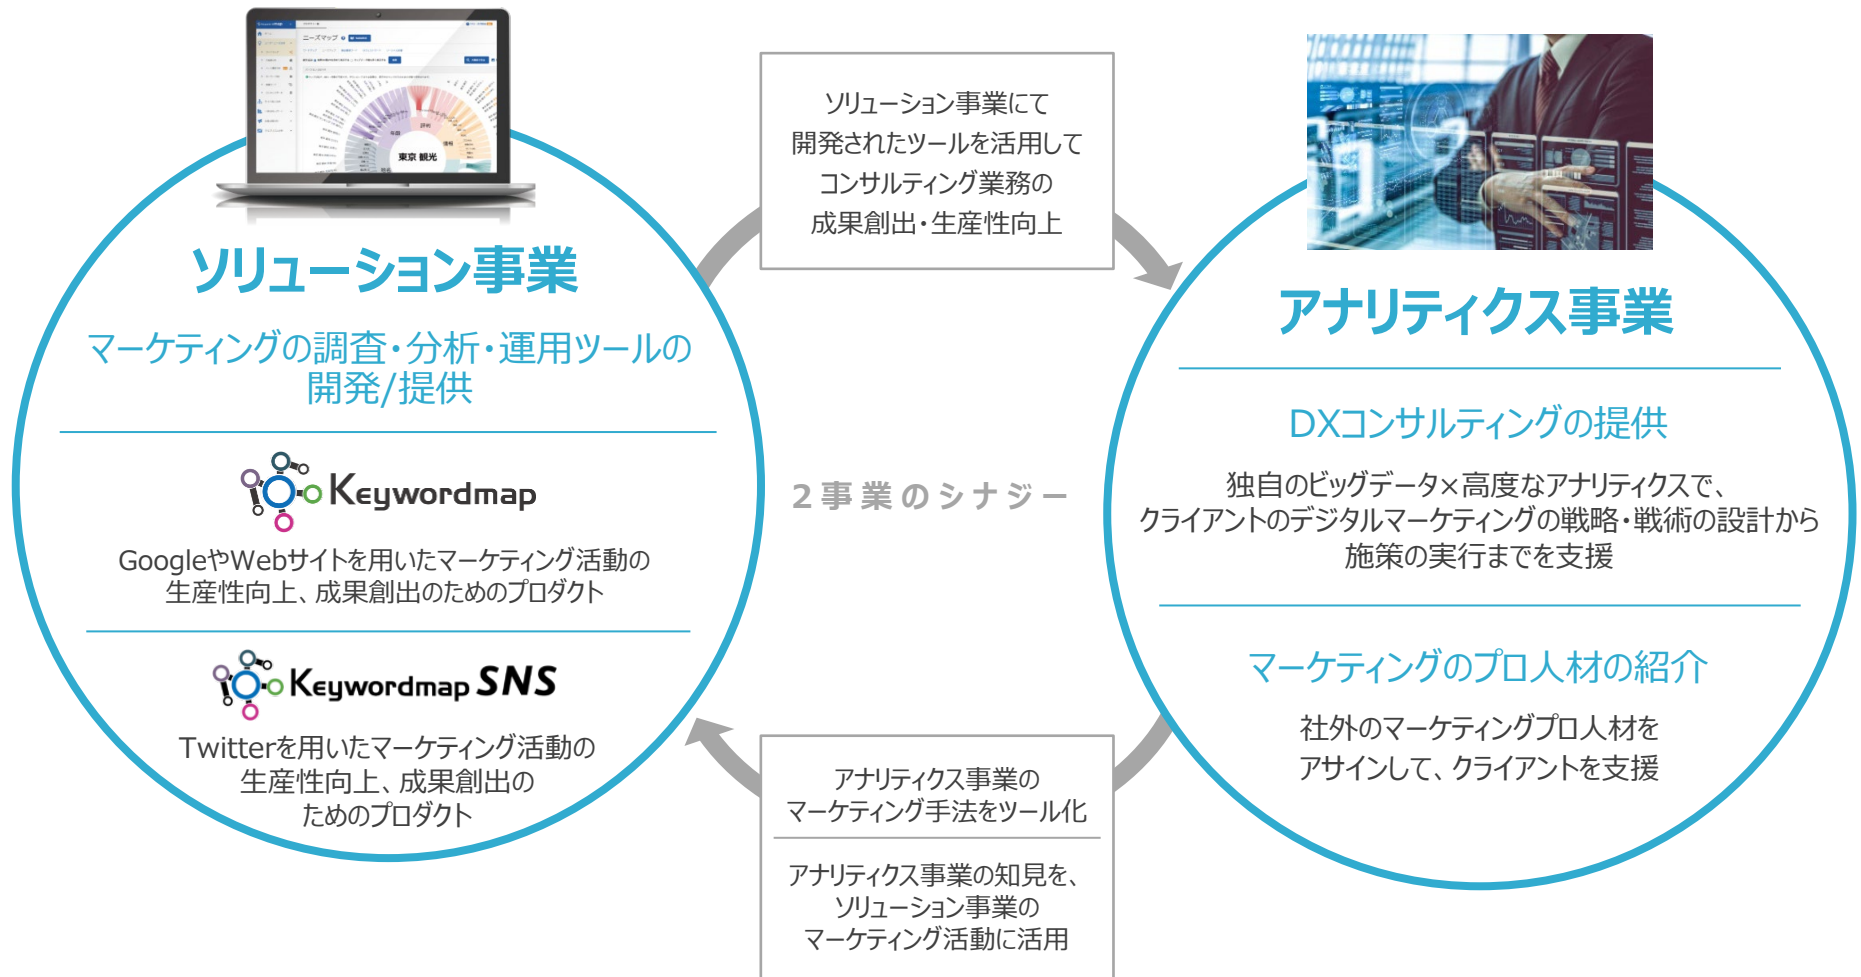 ニーズマップ
東京 観光
ソリューション事業
マーケティングの調査・分析・運用ツールの
開発/提供
Keywordmap
GoogleやWebサイトを用いたマーケティング活動の
生産性向上、成果創出のためのプロダクト
Keywordmap SNS
Twitterを用いたマーケティング活動の
生産性向上、成果創出の
ためのプロダクト
ソリューション事業にて
開発されたツールを活用して
コンサルティング業務の
成果創出・生産性向上
2事業のシナジー
アナリティクス事業の
マーケティング手法をツール化
アナリティクス事業の知見を、
ソリューション事業の
マーケティング活動に活用
アナリティクス事業
DXコンサルティングの提供
独自のビッグデータ×高度なアナリティクスで、
クライアントのデジタルマーケティングの戦略・戦術の設計から
施策の実行までを支援
マーケティングのプロ人材の紹介
社外のマーケティングプロ人材を
アサインして、クライアントを支援